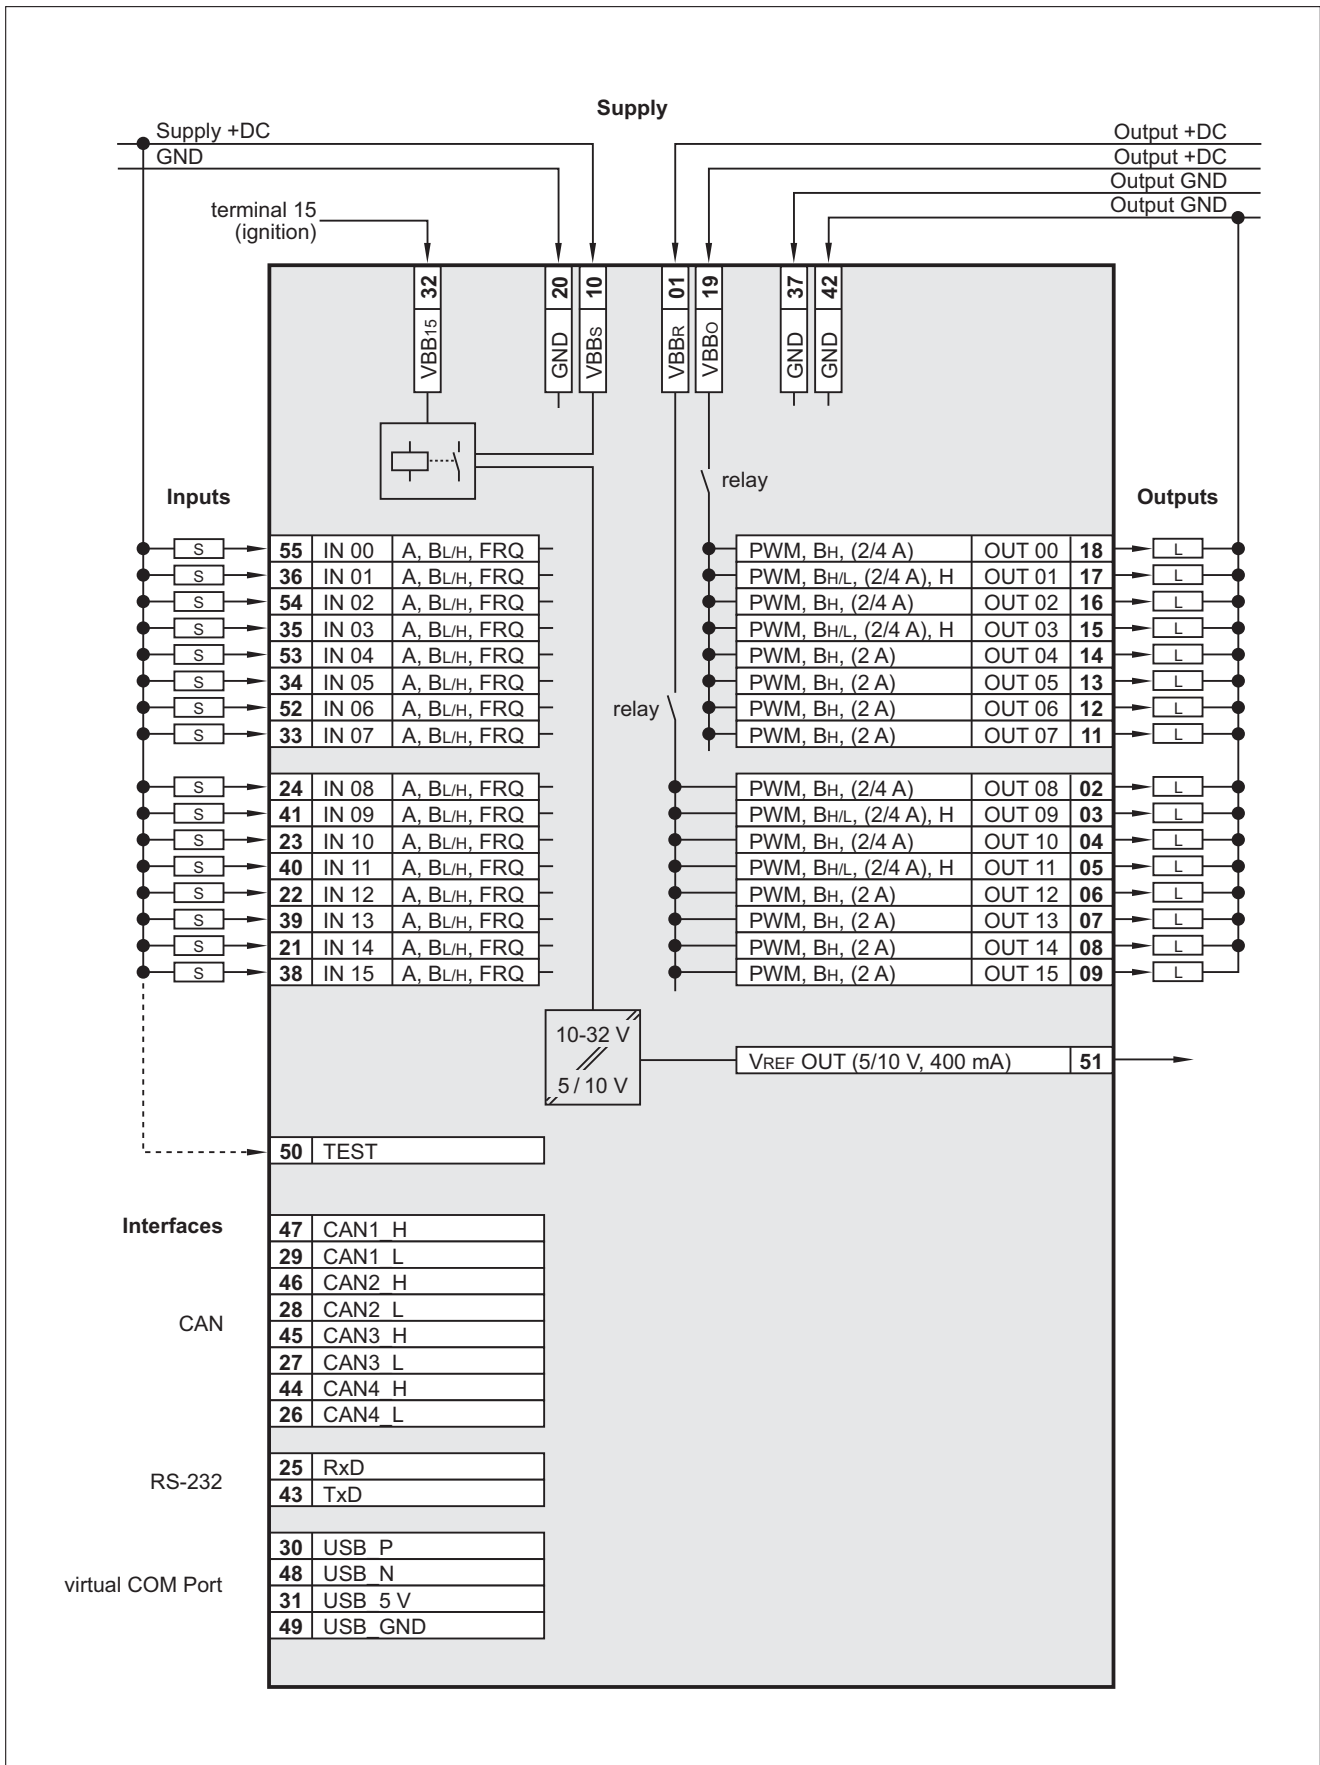 Supply
Supply +DC
GND
Output +DC
Output +DC
Output GND
Output GND
terminal 15
(ignition)
32 VBB15
20 GND
10 VBBS
01 VBBR
19 VBBO
37 GND
42 GND
relay
Inputs
Outputs
relay
S 55 IN 00 A, BL/H, FRQ
S 36 IN 01 A, BL/H, FRQ
S 54 IN 02 A, BL/H, FRQ
S 35 IN 03 A, BL/H, FRQ
S 53 IN 04 A, BL/H, FRQ
S 34 IN 05 A, BL/H, FRQ
S 52 IN 06 A, BL/H, FRQ
S 33 IN 07 A, BL/H, FRQ
S 24 IN 08 A, BL/H, FRQ
S 41 IN 09 A, BL/H, FRQ
S 23 IN 10 A, BL/H, FRQ
S 40 IN 11 A, BL/H, FRQ
S 22 IN 12 A, BL/H, FRQ
S 39 IN 13 A, BL/H, FRQ
S 21 IN 14 A, BL/H, FRQ
S 38 IN 15 A, BL/H, FRQ
PWM, BH, (2/4 A) OUT 00 18 L
PWM, BH/L, (2/4 A), H OUT 01 17 L
PWM, BH, (2/4 A) OUT 02 16 L
PWM, BH/L, (2/4 A), H OUT 03 15 L
PWM, BH, (2 A) OUT 04 14 L
PWM, BH, (2 A) OUT 05 13 L
PWM, BH, (2 A) OUT 06 12 L
PWM, BH, (2 A) OUT 07 11 L
PWM, BH, (2/4 A) OUT 08 02 L
PWM, BH/L, (2/4 A), H OUT 09 03 L
PWM, BH, (2/4 A) OUT 10 04 L
PWM, BH/L, (2/4 A), H OUT 11 05 L
PWM, BH, (2 A) OUT 12 06 L
PWM, BH, (2 A) OUT 13 07 L
PWM, BH, (2 A) OUT 14 08 L
PWM, BH, (2 A) OUT 15 09 L
10-32 V
5 / 10 V
VREF OUT (5/10 V, 400 mA) 51
50 TEST
Interfaces
CAN
47 CAN1_H
29 CAN1_L
46 CAN2_H
28 CAN2_L
45 CAN3_H
27 CAN3_L
44 CAN4_H
26 CAN4_L
RS-232
25 RxD
43 TxD
virtual COM Port
30 USB_P
48 USB_N
31 USB_5 V
49 USB_GND